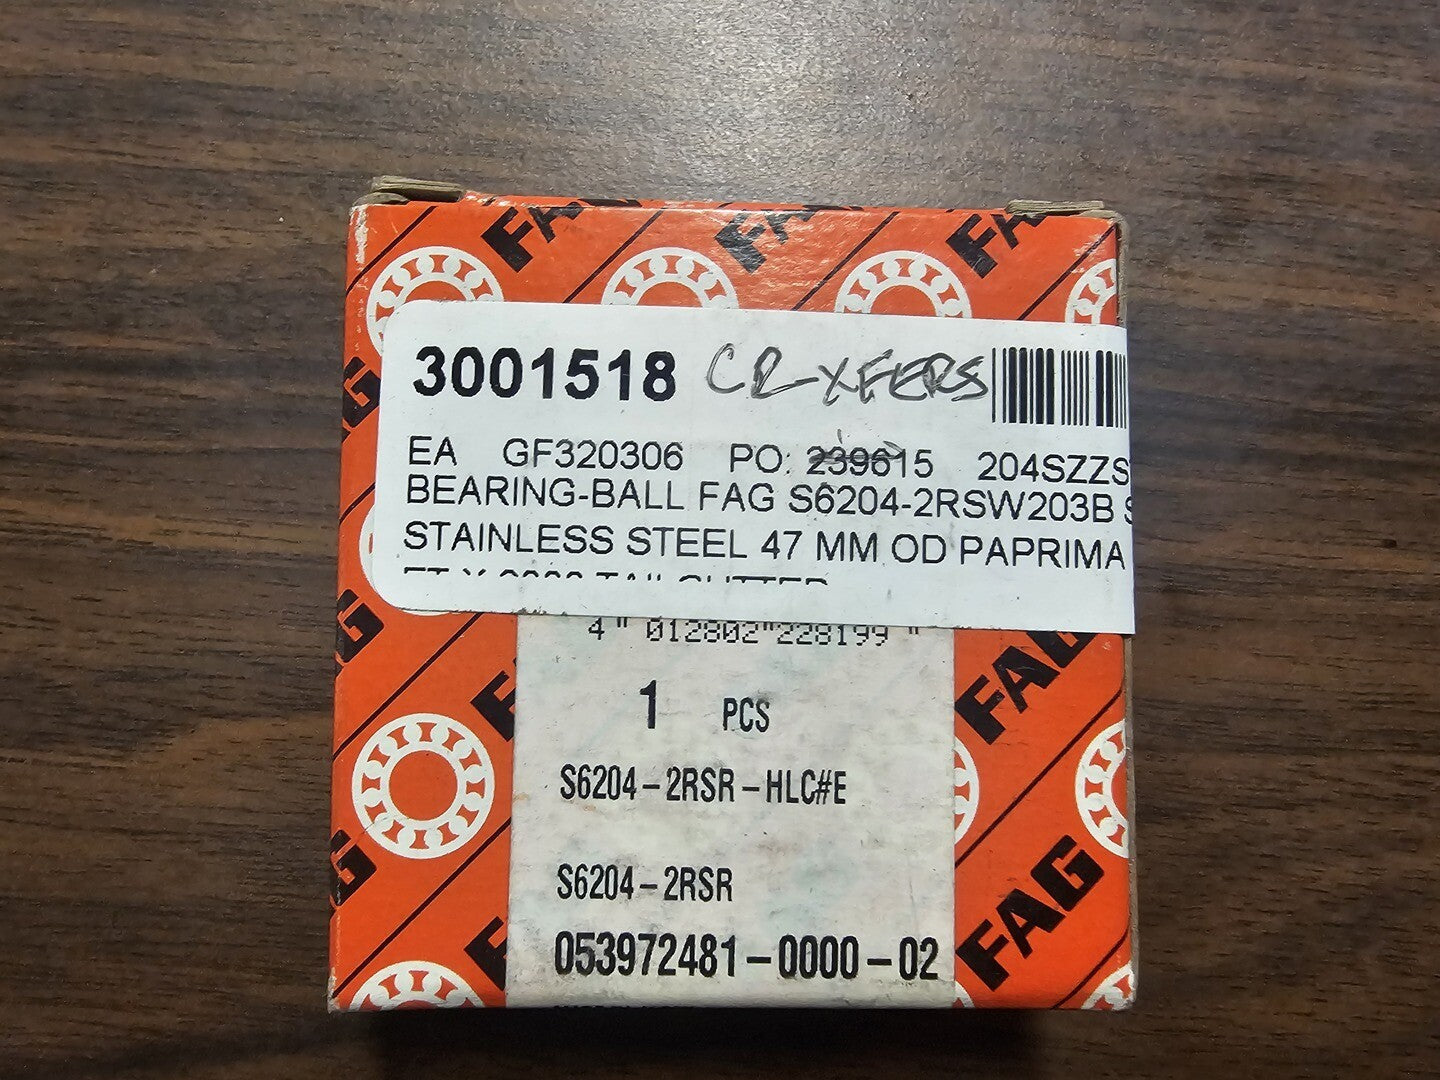 FAG FAG FAG
3001518 CR XFERS
EA GF320306 PO: 239615 204SZZS
BEARING-BALL FAG S6204-2RSW203B S
STAINLESS STEEL 47 MM OD PAPRIMA
4 " 012802"228199 "
1 PCS
S6204-2RSR-HLC#E
S6204-2RSR
053972481-0000-02
FAG
FAG